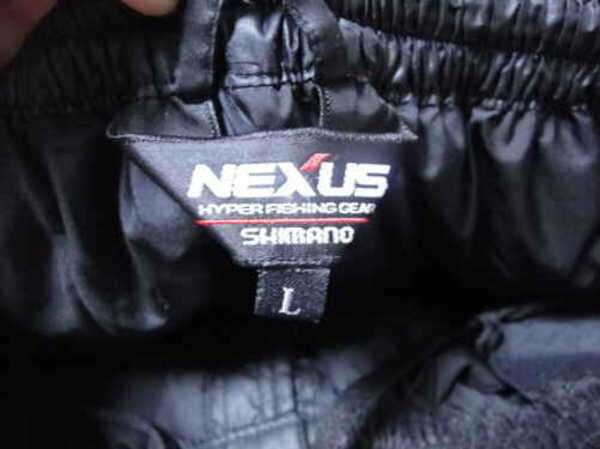 NEXUS
HYPER FISHING GEAR
SHIMANO
L